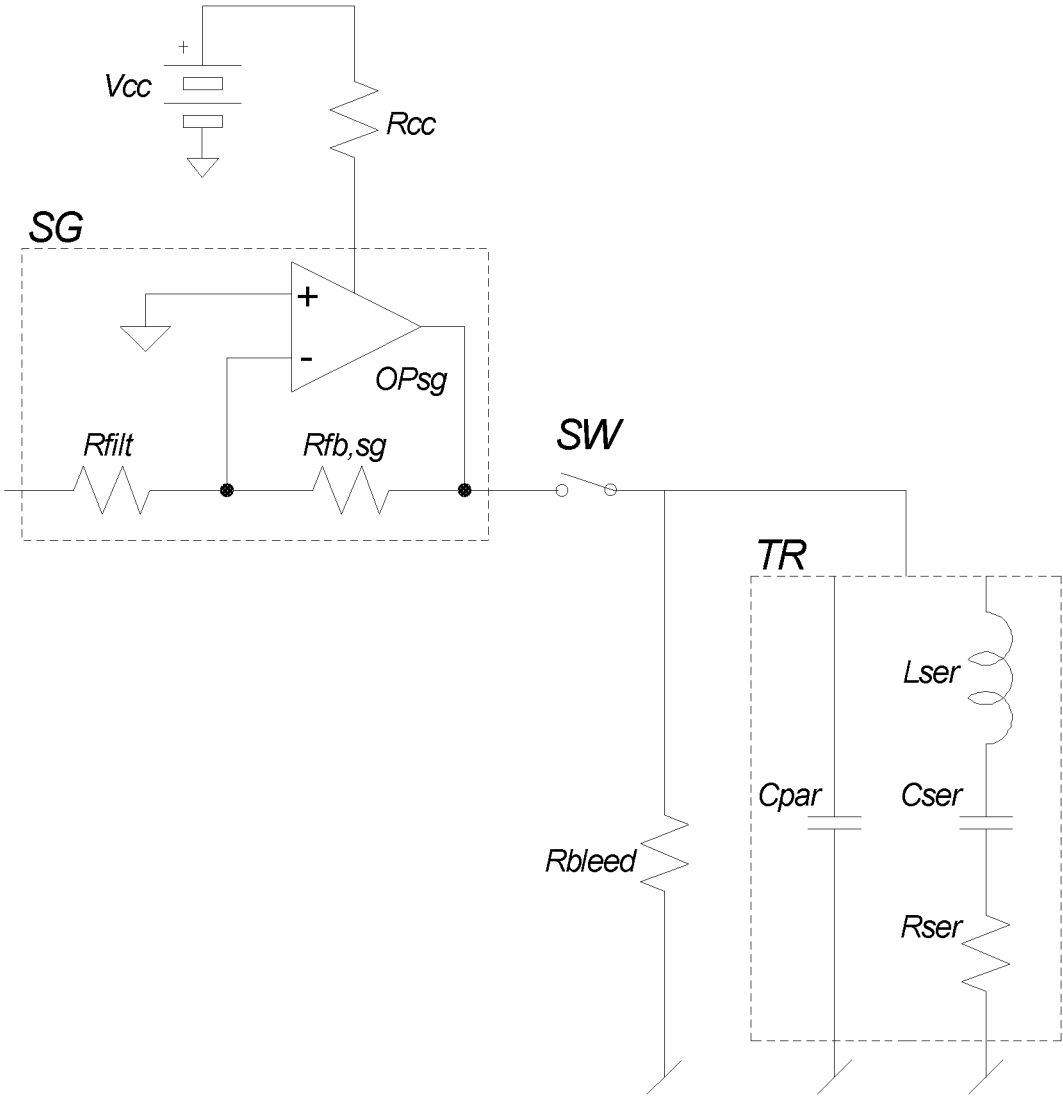 +
Vcc
Rcc
SG
+
-
OPsg
Rfilt
Rfb,sg
SW
TR
Lser
Cpar
Cser
Rbleed
Rser